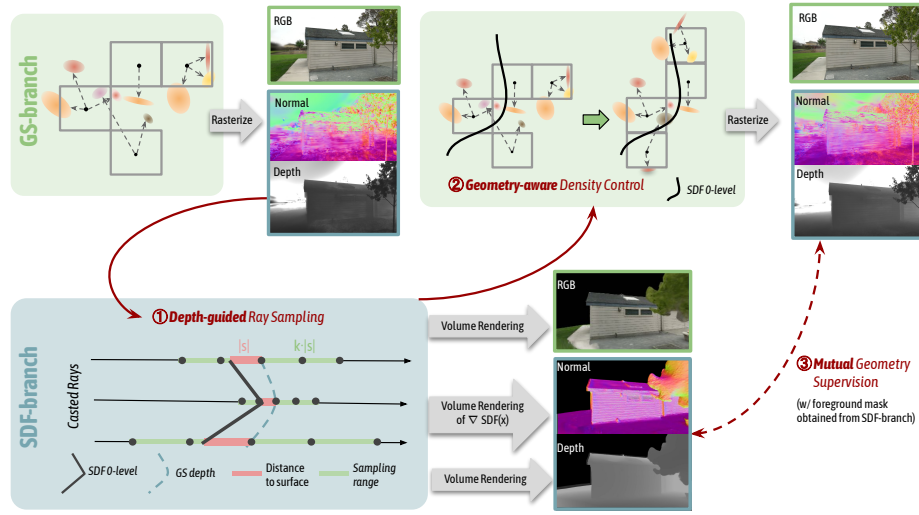 GS-branch
Rasterize
RGB
Normal
Depth
② Geometry-aware Density Control
SDF 0-level
Rasterize
RGB
Normal
Depth
SDF-branch
① Depth-guided Ray Sampling
Casted Rays
|s|
k·|s|
SDF 0-level
GS depth
Distance
to surface
Sampling
range
Volume Rendering
Volume Rendering
of ∇ SDF(x)
Volume Rendering
RGB
Normal
Depth
③ Mutual Geometry
Supervision
(w/ foreground mask
obtained from SDF-branch)